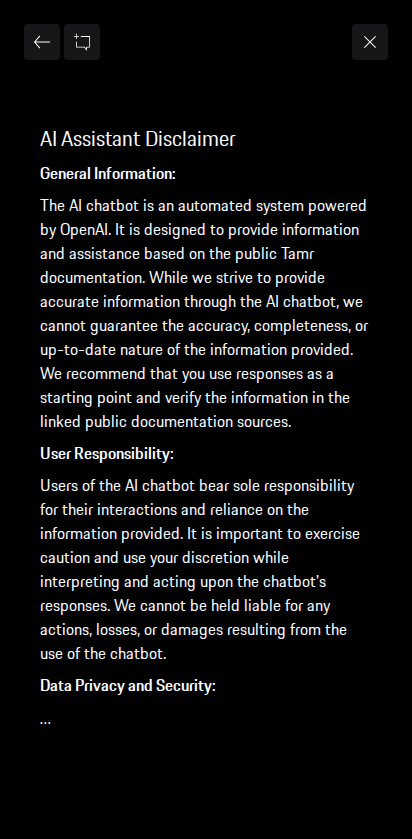 AI Assistant Disclaimer
General Information:
The AI chatbot is an automated system powered
by OpenAI. It is designed to provide information
and assistance based on the public Tamr
documentation. While we strive to provide
accurate information through the AI chatbot, we
cannot guarantee the accuracy, completeness, or
up-to-date nature of the information provided.
We recommend that you use responses as a
starting point and verify the information in the
linked public documentation sources.
User Responsibility:
Users of the AI chatbot bear sole responsibility
for their interactions and reliance on the
information provided. It is important to exercise
caution and use your discretion while
interpreting and acting upon the chatbot's
responses. We cannot be held liable for any
actions, losses, or damages resulting from the
use of the chatbot.
Data Privacy and Security:
...